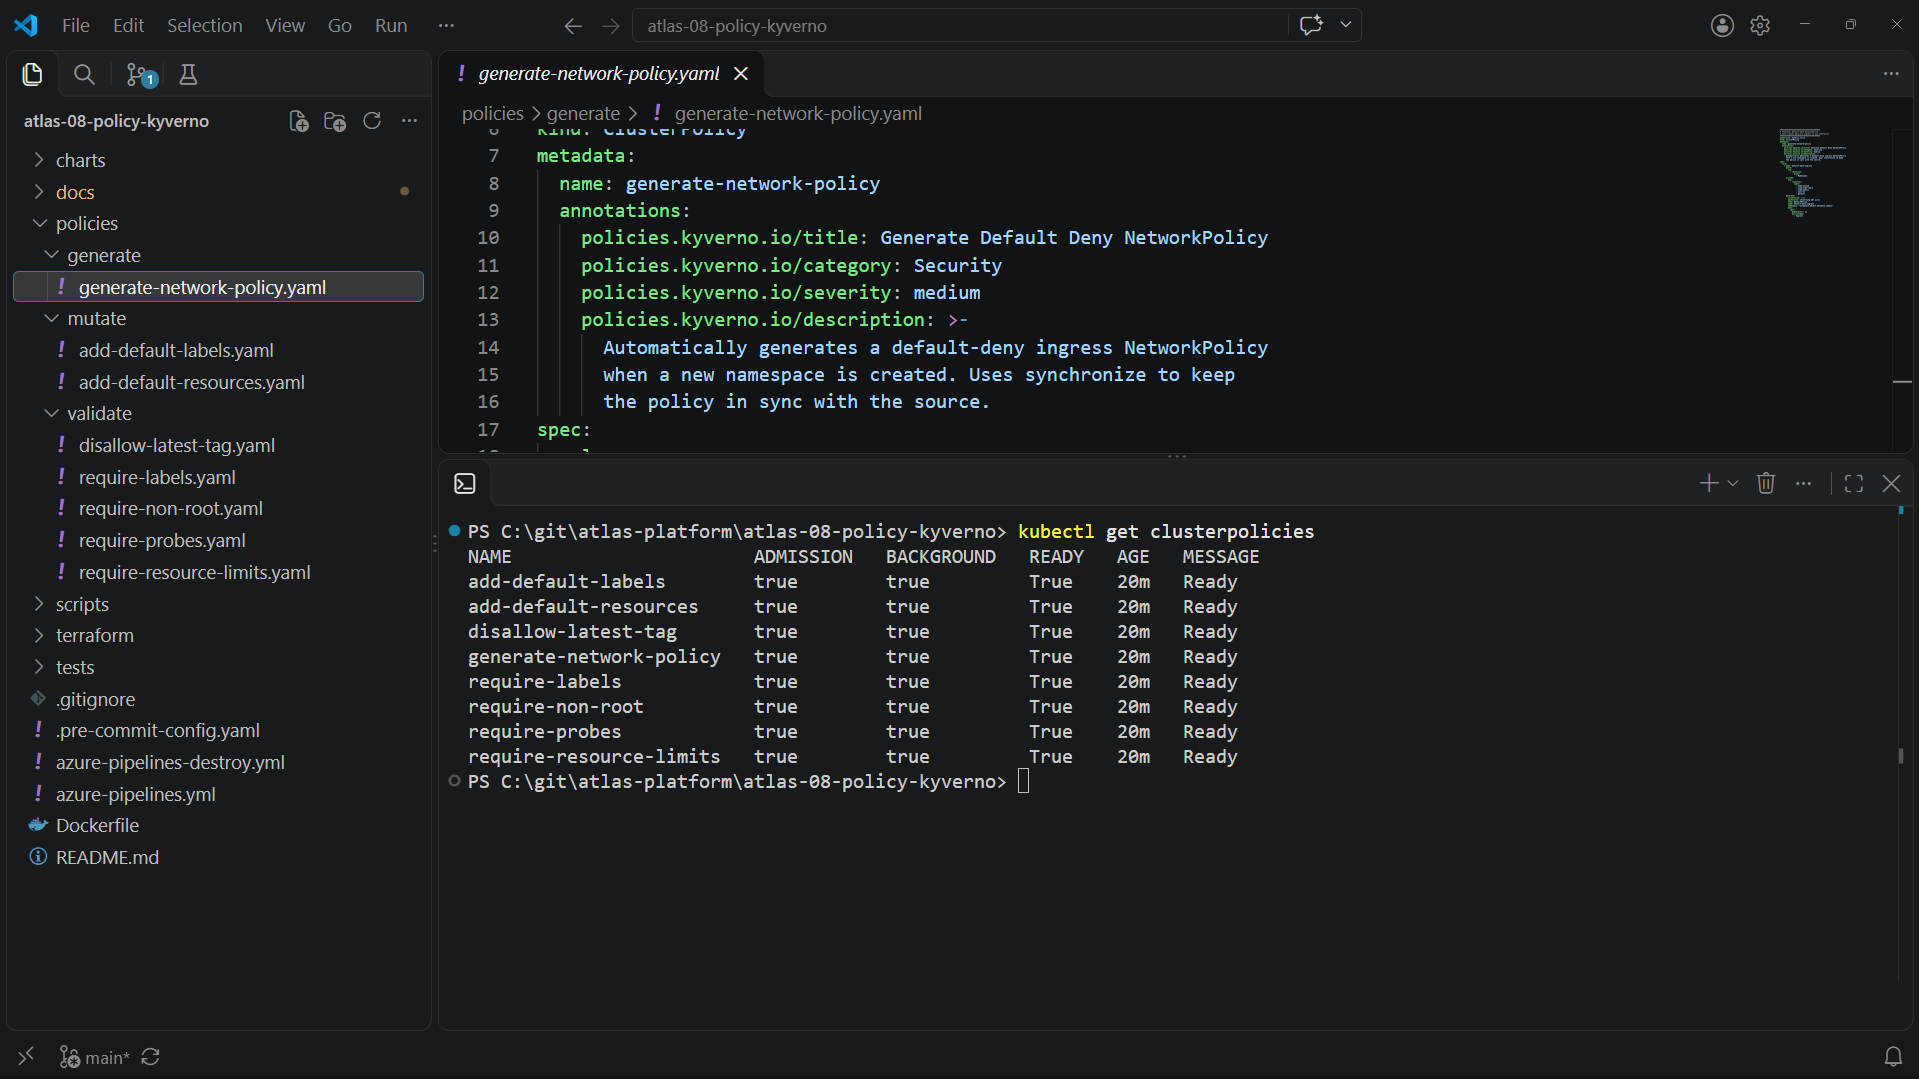 File Edit Selection View Go Run ···
atlas-08-policy-kyverno
1
atlas-08-policy-kyverno
charts
docs
policies
generate
! generate-network-policy.yaml
mutate
! add-default-labels.yaml
! add-default-resources.yaml
validate
! disallow-latest-tag.yaml
! require-labels.yaml
! require-non-root.yaml
! require-probes.yaml
! require-resource-limits.yaml
scripts
terraform
tests
.gitignore
! .pre-commit-config.yaml
! azure-pipelines-destroy.yml
! azure-pipelines.yml
Dockerfile
README.md
! generate-network-policy.yaml
policies > generate > ! generate-network-policy.yaml
6 kind: ClusterPolicy
7 metadata:
8 name: generate-network-policy
9 annotations:
10 policies.kyverno.io/title: Generate Default Deny NetworkPolicy
11 policies.kyverno.io/category: Security
12 policies.kyverno.io/severity: medium
13 policies.kyverno.io/description: >-
14 Automatically generates a default-deny ingress NetworkPolicy
15 when a new namespace is created. Uses synchronize to keep
16 the policy in sync with the source.
17 spec:
PS C:\git\atlas-platform\atlas-08-policy-kyverno> kubectl get clusterpolicies
NAME ADMISSION BACKGROUND READY AGE MESSAGE
add-default-labels true true True 20m Ready
add-default-resources true true True 20m Ready
disallow-latest-tag true true True 20m Ready
generate-network-policy true true True 20m Ready
require-labels true true True 20m Ready
require-non-root true true True 20m Ready
require-probes true true True 20m Ready
require-resource-limits true true True 20m Ready
PS C:\git\atlas-platform\atlas-08-policy-kyverno>
main*